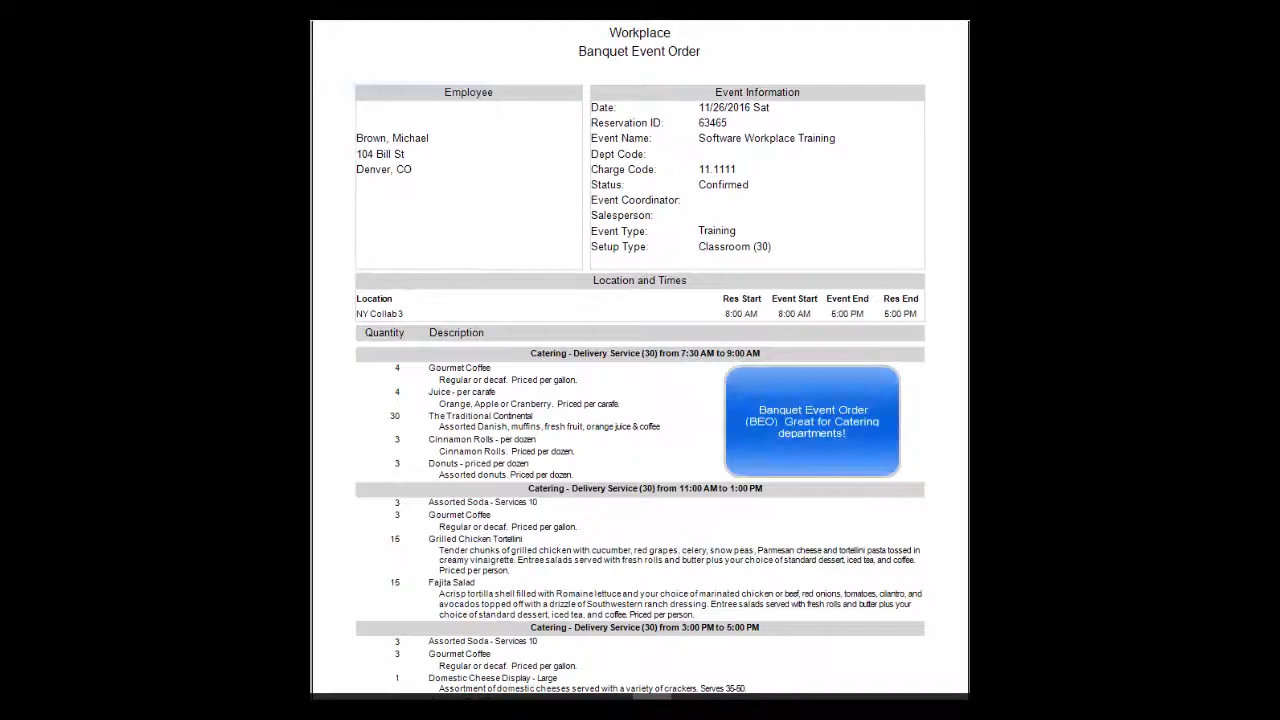 Workplace
Banquet Event Order
Employee
Brown, Michael
104 Bill St
Denver, CO
Event Information
Date: 11/26/2016 Sat
Reservation ID: 63465
Event Name: Software Workplace Training
Dept Code:
Charge Code: 11.1111
Status: Confirmed
Event Coordinator:
Salesperson:
Event Type: Training
Setup Type: Classroom (30)
Location and Times
Location Res Start Event Start Event End Res End
NY Collab 3 8:00 AM 8:00 AM 5:00 PM 5:00 PM
Quantity Description
Catering - Delivery Service (30) from 7:30 AM to 9:00 AM
4 Gourmet Coffee
Regular or decaf. Priced per gallon.
4 Juice - per carafe
Orange, Apple or Cranberry. Priced per carafe.
30 The Traditional Continental
Assorted Danish, muffins, fresh fruit, orange juice & coffee
3 Cinnamon Rolls - per dozen
Cinnamon Rolls. Priced per dozen.
3 Donuts - priced per dozen
Assorted donuts. Priced per dozen.
Banquet Event Order
(BEO) Great for Catering
departments!
Catering - Delivery Service (30) from 11:00 AM to 1:00 PM
3 Assorted Soda - Services 10
3 Gourmet Coffee
Regular or decaf. Priced per gallon.
15 Grilled Chicken Tortellini
Tender chunks of grilled chicken with cucumber, red grapes, celery, snow peas, Parmesan cheese and tortellini pasta tossed in
creamy vinaigrette. Entree salads served with fresh rolls and butter plus your choice of standard dessert, iced tea, and coffee.
Priced per person.
15 Fajita Salad
A crisp tortilla shell filled with Romaine lettuce and your choice of marinated chicken or beef, red onions, tomatoes, cilantro, and
avocados topped off with a drizzle of Southwestern ranch dressing. Entree salads served with fresh rolls and butter plus your
choice of standard dessert, iced tea, and coffee. Priced per person.
Catering - Delivery Service (30) from 3:00 PM to 5:00 PM
3 Assorted Soda - Services 10
3 Gourmet Coffee
Regular or decaf. Priced per gallon.
1 Domestic Cheese Display - Large
Assortment of domestic cheeses served with a variety of crackers. Serves 35-50.